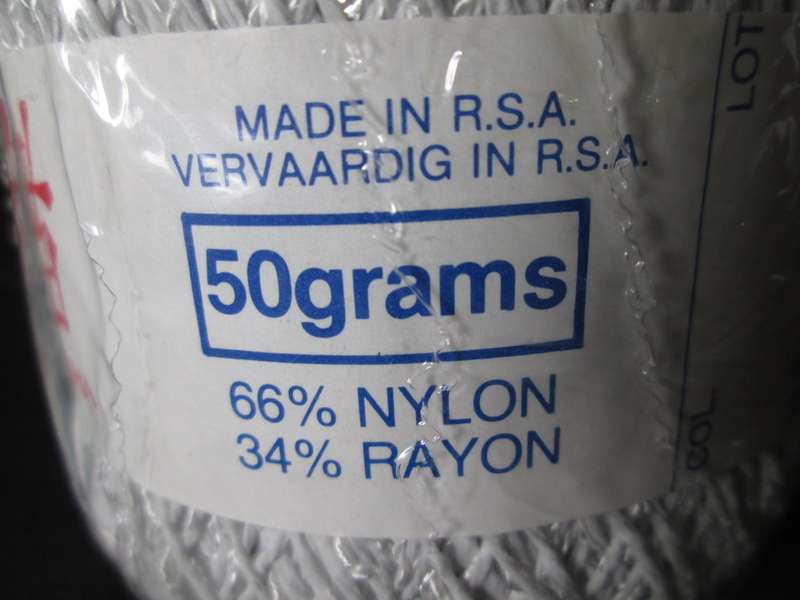 MADE IN R.S.A.
VERVAARDIG IN R.S.A.
50grams
66% NYLON
34% RAYON
LOT
COL